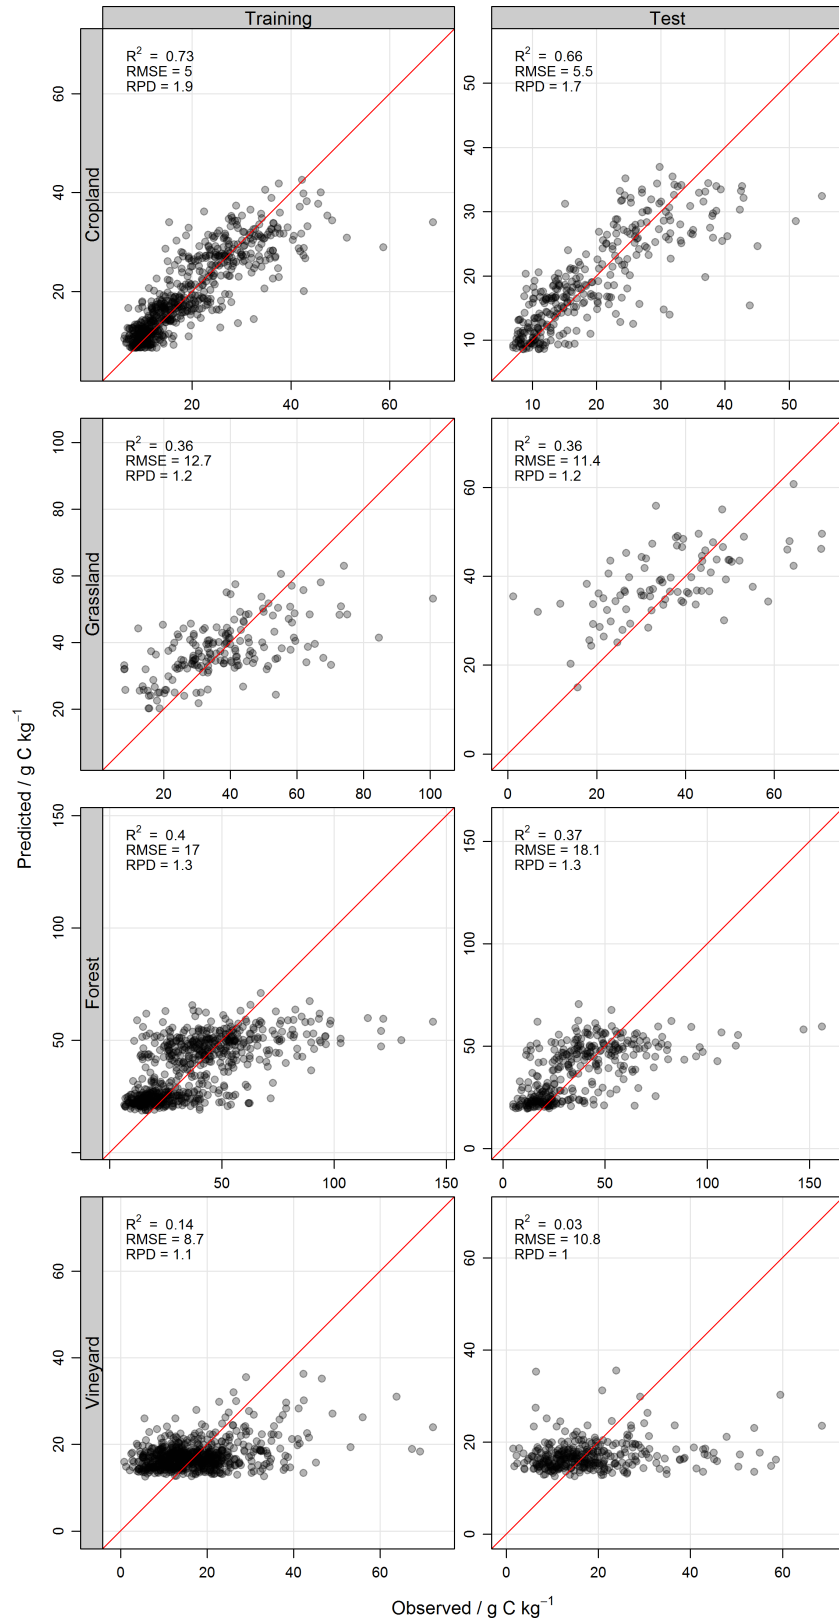 Training
Test
Cropland
R² = 0.73
RMSE = 5
RPD = 1.9
R² = 0.66
RMSE = 5.5
RPD = 1.7
60
40
20
50
40
30
20
10
20 40 60
10 20 30 40 50
Grassland
R² = 0.36
RMSE = 12.7
RPD = 1.2
R² = 0.36
RMSE = 11.4
RPD = 1.2
100
80
60
40
20
60
40
20
0
20 40 60 80 100
0 20 40 60
Predicted / g C kg⁻¹
Forest
R² = 0.4
RMSE = 17
RPD = 1.3
R² = 0.37
RMSE = 18.1
RPD = 1.3
150
100
50
0
150
100
50
0
50 100 150
0 50 100 150
Vineyard
R² = 0.14
RMSE = 8.7
RPD = 1.1
R² = 0.03
RMSE = 10.8
RPD = 1
60
40
20
0
60
40
20
0
0 20 40 60
0 20 40 60
Observed / g C kg⁻¹